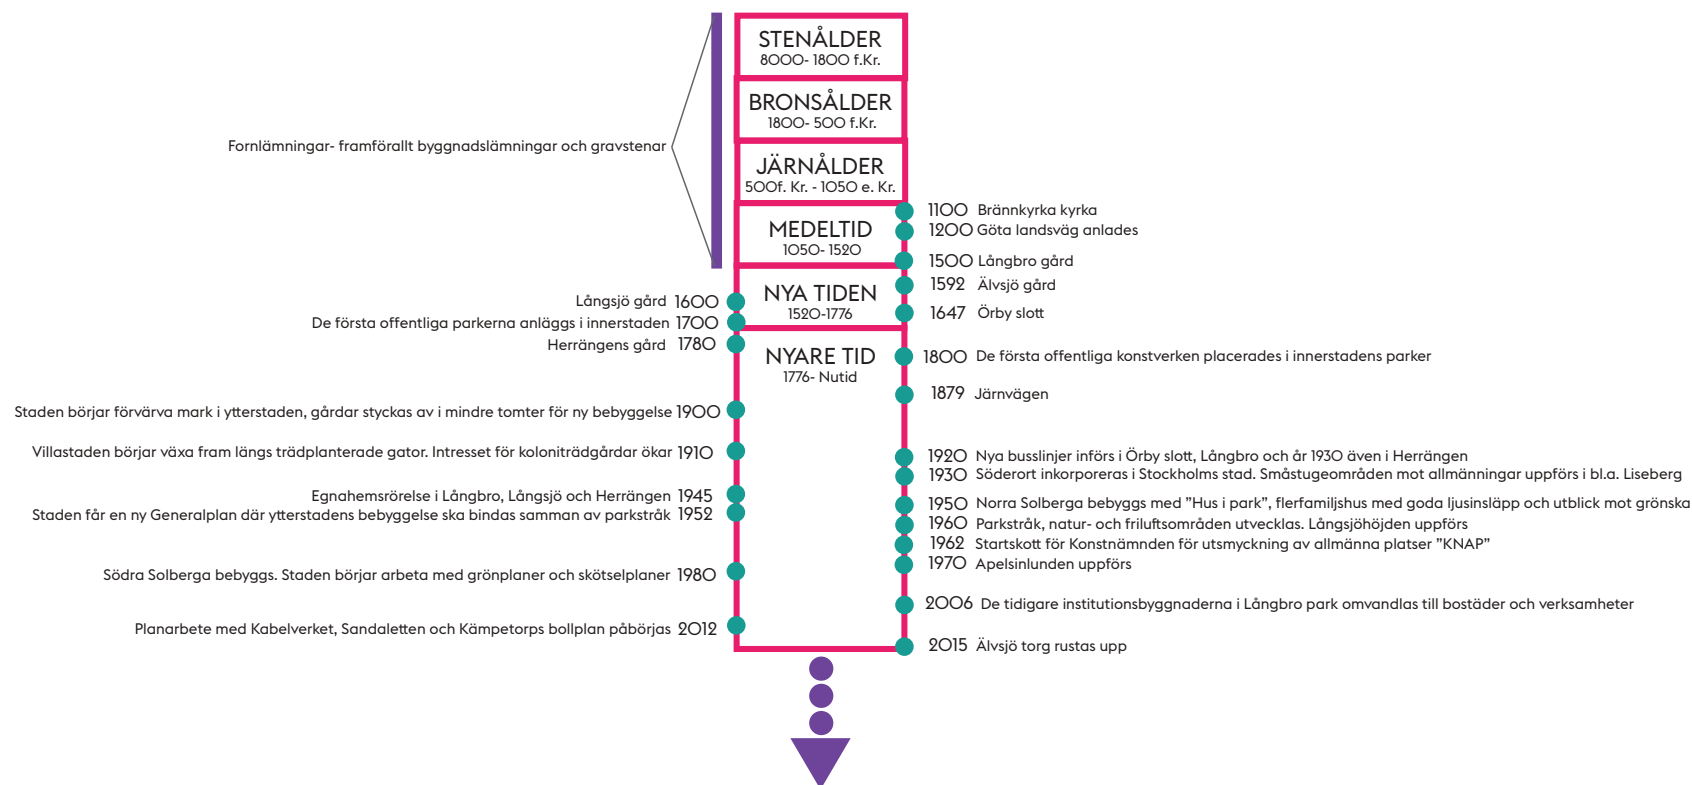 STENÅLDER
8000- 1800 f.Kr.
BRONSÅLDER
1800- 500 f.Kr.
Fornlämningar- framförallt byggnadslämningar och gravstenar
JÄRNÅLDER
500f. Kr. - 1050 e. Kr.
MEDELTID
1050- 1520
1100 Brännkyrka kyrka
1200 Göta landsväg anlades
1500 Långbro gård
NYA TIDEN
1520-1776
1592 Älvsjö gård
Långsjö gård 1600
1647 Örby slott
De första offentliga parkerna anläggs i innerstaden 1700
Herrängens gård 1780
NYARE TID
1776- Nutid
1800 De första offentliga konstverken placerades i innerstadens parker
1879 Järnvägen
Staden börjar förvärva mark i ytterstaden, gårdar styckas av i mindre tomter för ny bebyggelse 1900
Villastaden börjar växa fram längs trädplanterade gator. Intresset för koloniträdgårdar ökar 1910
1920 Nya busslinjer införs i Örby slott, Långbro och år 1930 även i Herrängen
1930 Söderort inkorporeras i Stockholms stad. Småstugeområden mot allmänningar uppförs i bl.a. Liseberg
Egnahemsrörelse i Långbro, Långsjö och Herrängen 1945
1950 Norra Solberga bebyggs med ”Hus i park”, flerfamiljshus med goda ljusinsläpp och utblick mot grönska
Staden får en ny Generalplan där ytterstadens bebyggelse ska bindas samman av parkstråk 1952
1960 Parkstråk, natur- och friluftsområden utvecklas. Långsjöhöjden uppförs
1962 Startskott för Konstnämnden för utsmyckning av allmänna platser ”KNAP”
1970 Apelsinlunden uppförs
Södra Solberga bebyggs. Staden börjar arbeta med grönplaner och skötselplaner 1980
2006 De tidigare institutionsbyggnaderna i Långbro park omvandlas till bostäder och verksamheter
Planarbete med Kabelverket, Sandaletten och Kämpetorps bollplan påbörjas 2012
2015 Älvsjö torg rustas upp